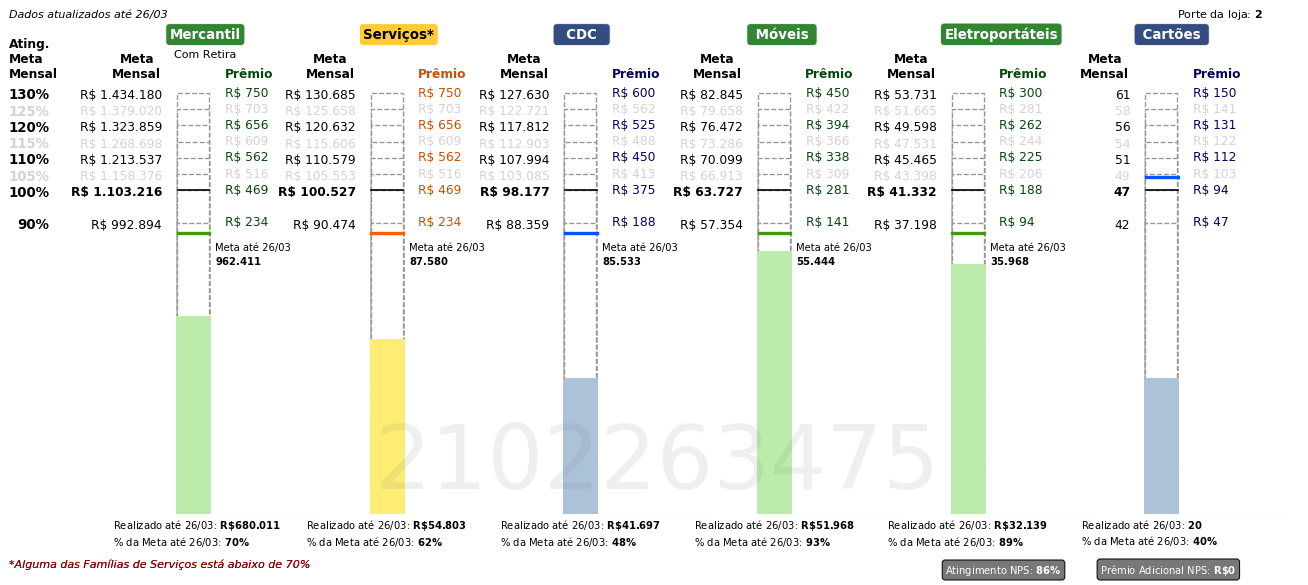 Dados atualizados até 26/03 Porte da loja: 2
Mercantil Serviços* CDC Móveis Eletroportáteis Cartões
Com Retira
Ating. Meta Mensal Meta Mensal Prêmio Meta Mensal Prêmio Meta Mensal Prêmio Meta Mensal Prêmio Meta Mensal Prêmio Meta Mensal Prêmio
130% R$ 1.434.180 R$ 750 R$ 130.685 R$ 750 R$ 127.630 R$ 600 R$ 82.845 R$ 450 R$ 53.731 R$ 300 61 R$ 150
125% R$ 1.379.020 R$ 703 R$ 125.658 R$ 703 R$ 122.721 R$ 562 R$ 79.658 R$ 422 R$ 51.665 R$ 281 58 R$ 141
120% R$ 1.323.859 R$ 656 R$ 120.632 R$ 656 R$ 117.812 R$ 525 R$ 76.472 R$ 394 R$ 49.598 R$ 262 56 R$ 131
115% R$ 1.268.698 R$ 609 R$ 115.606 R$ 609 R$ 112.903 R$ 488 R$ 73.286 R$ 366 R$ 47.531 R$ 244 54 R$ 122
110% R$ 1.213.537 R$ 562 R$ 110.579 R$ 562 R$ 107.994 R$ 450 R$ 70.099 R$ 338 R$ 45.465 R$ 225 51 R$ 112
105% R$ 1.158.376 R$ 516 R$ 105.553 R$ 516 R$ 103.085 R$ 413 R$ 66.913 R$ 309 R$ 43.398 R$ 206 49 R$ 103
100% R$ 1.103.216 R$ 469 R$ 100.527 R$ 469 R$ 98.177 R$ 375 R$ 63.727 R$ 281 R$ 41.332 R$ 188 47 R$ 94
90% R$ 992.894 R$ 234 R$ 90.474 R$ 234 R$ 88.359 R$ 188 R$ 57.354 R$ 141 R$ 37.198 R$ 94 42 R$ 47
Meta até 26/03 Meta até 26/03 Meta até 26/03 Meta até 26/03 Meta até 26/03
962.411 87.580 85.533 55.444 35.968
2102263475
Realizado até 26/03: R$680.011 Realizado até 26/03: R$54.803 Realizado até 26/03: R$41.697 Realizado até 26/03: R$51.968 Realizado até 26/03: R$32.139 Realizado até 26/03: 20
% da Meta até 26/03: 70% % da Meta até 26/03: 62% % da Meta até 26/03: 48% % da Meta até 26/03: 93% % da Meta até 26/03: 89% % da Meta até 26/03: 40%
*Alguma das Famílias de Serviços está abaixo de 70% Atingimento NPS: 86% Prêmio Adicional NPS: R$0